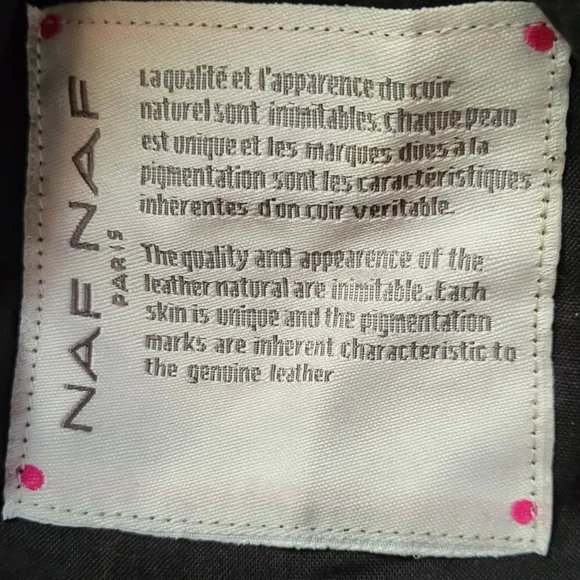 NAF NAF
PARIS
La qualité et l'apparence du cuir
naturel sont inimitables. Chaque peau
est unique et les marques dues à la
pigmentation sont les caractéristiques
inhérentes d'un cuir veritable.
The quality and appearence of the
leather natural are inimitable. Each
skin is unique and the pigmentation
marks are inherent characteristic to
the genuine leather